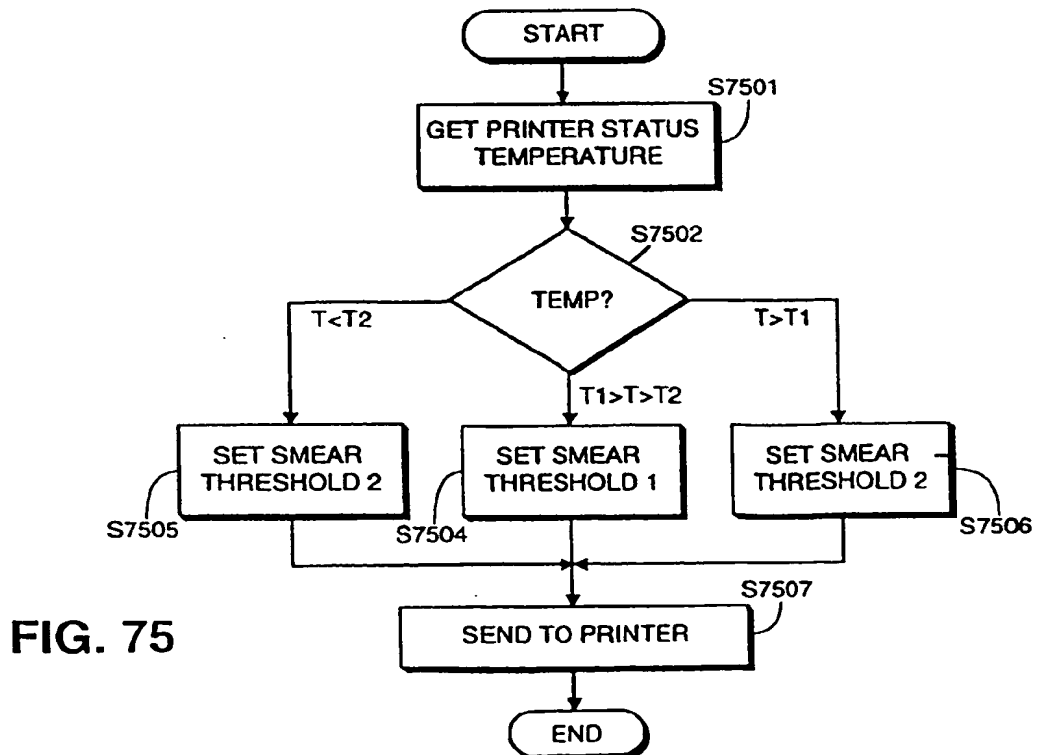 START
S7501
GET PRINTER STATUS
TEMPERATURE
S7502
TEMP?
T<T2
T>T1
T1>T>T2
SET SMEAR
THRESHOLD 2
SET SMEAR
THRESHOLD 1
SET SMEAR
THRESHOLD 2
S7505
S7504
S7506
S7507
SEND TO PRINTER
FIG. 75
END